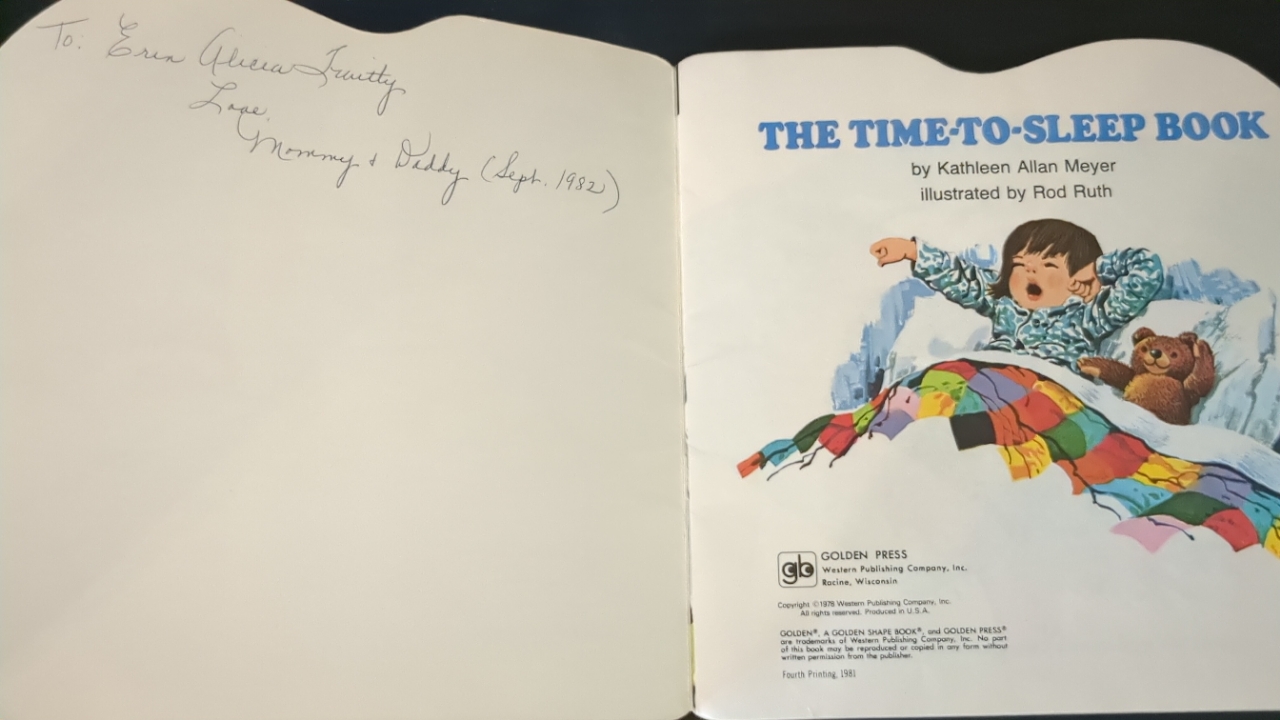 To: Erin Alicia Fruitty
Love,
Mommy & Daddy (Sept. 1982)
THE TIME-TO-SLEEP BOOK
by Kathleen Allan Meyer
illustrated by Rod Ruth
gb
GOLDEN PRESS
Western Publishing Company, Inc.
Racine, Wisconsin
Copyright ©1978 Western Publishing Company, Inc.
All rights reserved. Produced in U.S.A.
GOLDEN®, A GOLDEN SHAPE BOOK®, and GOLDEN PRESS®
are trademarks of Western Publishing Company, Inc. No part
of this book may be reproduced or copied in any form without
written permission from the publisher.
Fourth Printing, 1981